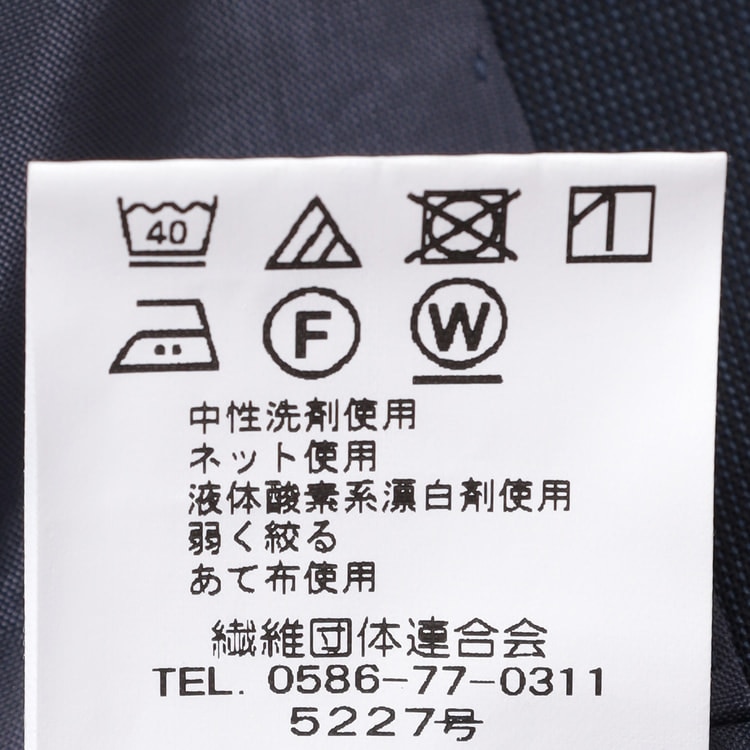 40
F W
中性洗剤使用
ネット使用
液体酸素系漂白剤使用
弱く絞る
あて布使用
繊維団体連合会
TEL. 0586-77-0311
5227号